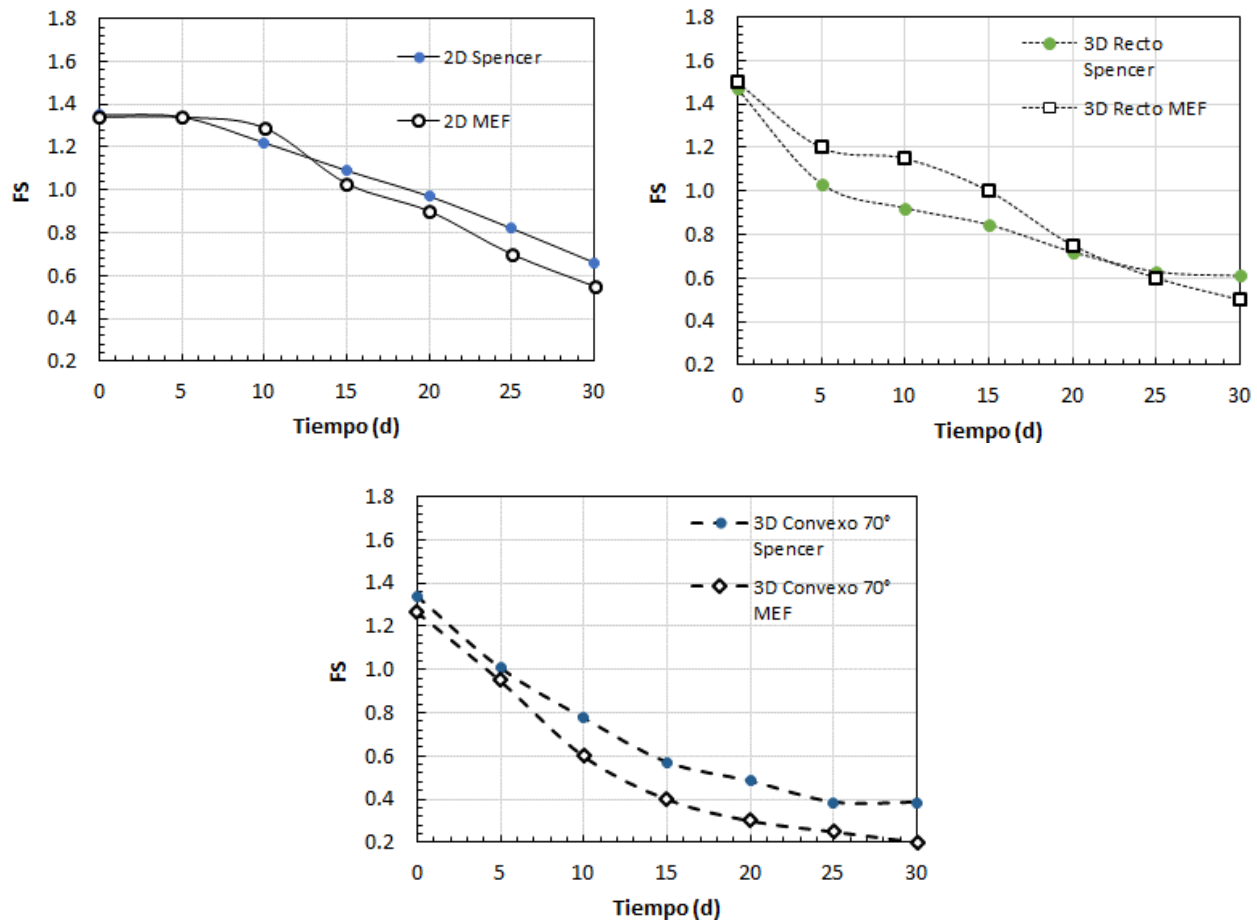 1.8
1.6
1.4
1.2
1.0
0.8
0.6
0.4
0.2
FS
2D Spencer
2D MEF
0 5 10 15 20 25 30
Tiempo (d)
1.8
1.6
1.4
1.2
1.0
0.8
0.6
0.4
0.2
FS
3D Recto
Spencer
3D Recto MEF
0 5 10 15 20 25 30
Tiempo (d)
1.8
1.6
1.4
1.2
1.0
0.8
0.6
0.4
0.2
FS
3D Convexo 70°
Spencer
3D Convexo 70°
MEF
0 5 10 15 20 25 30
Tiempo (d)